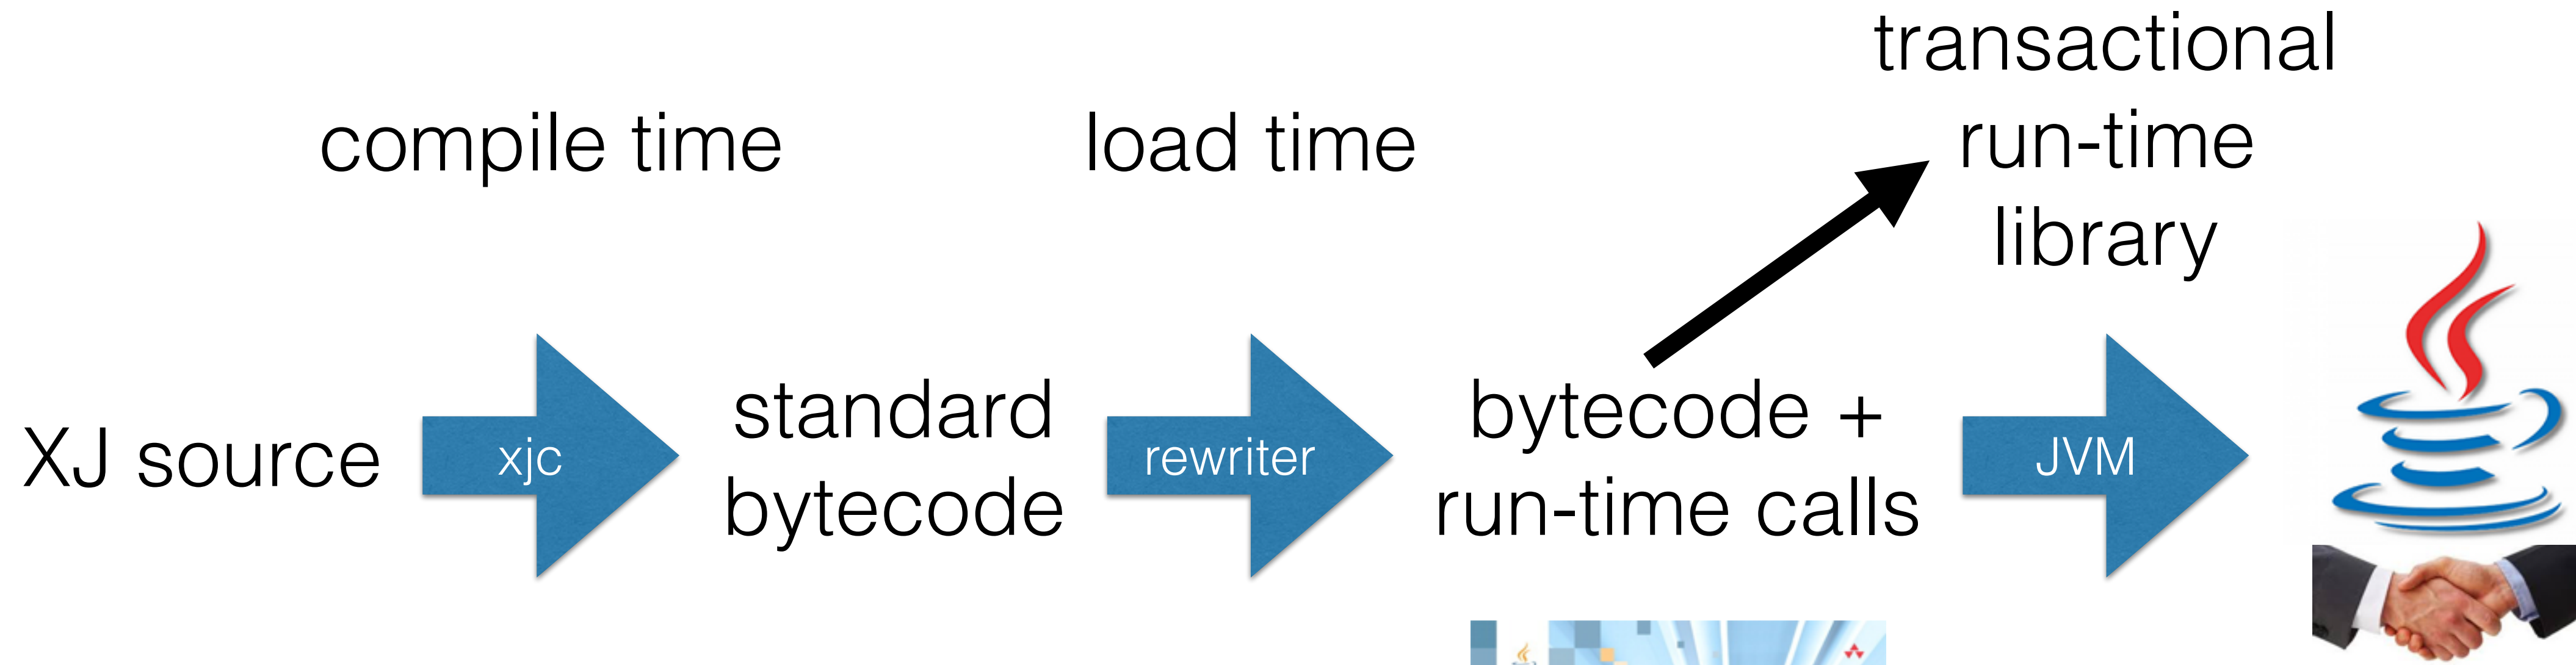 transactional
run-time
library
compile time
load time
XJ source
xjc
standard
bytecode
rewriter
bytecode +
run-time calls
JVM